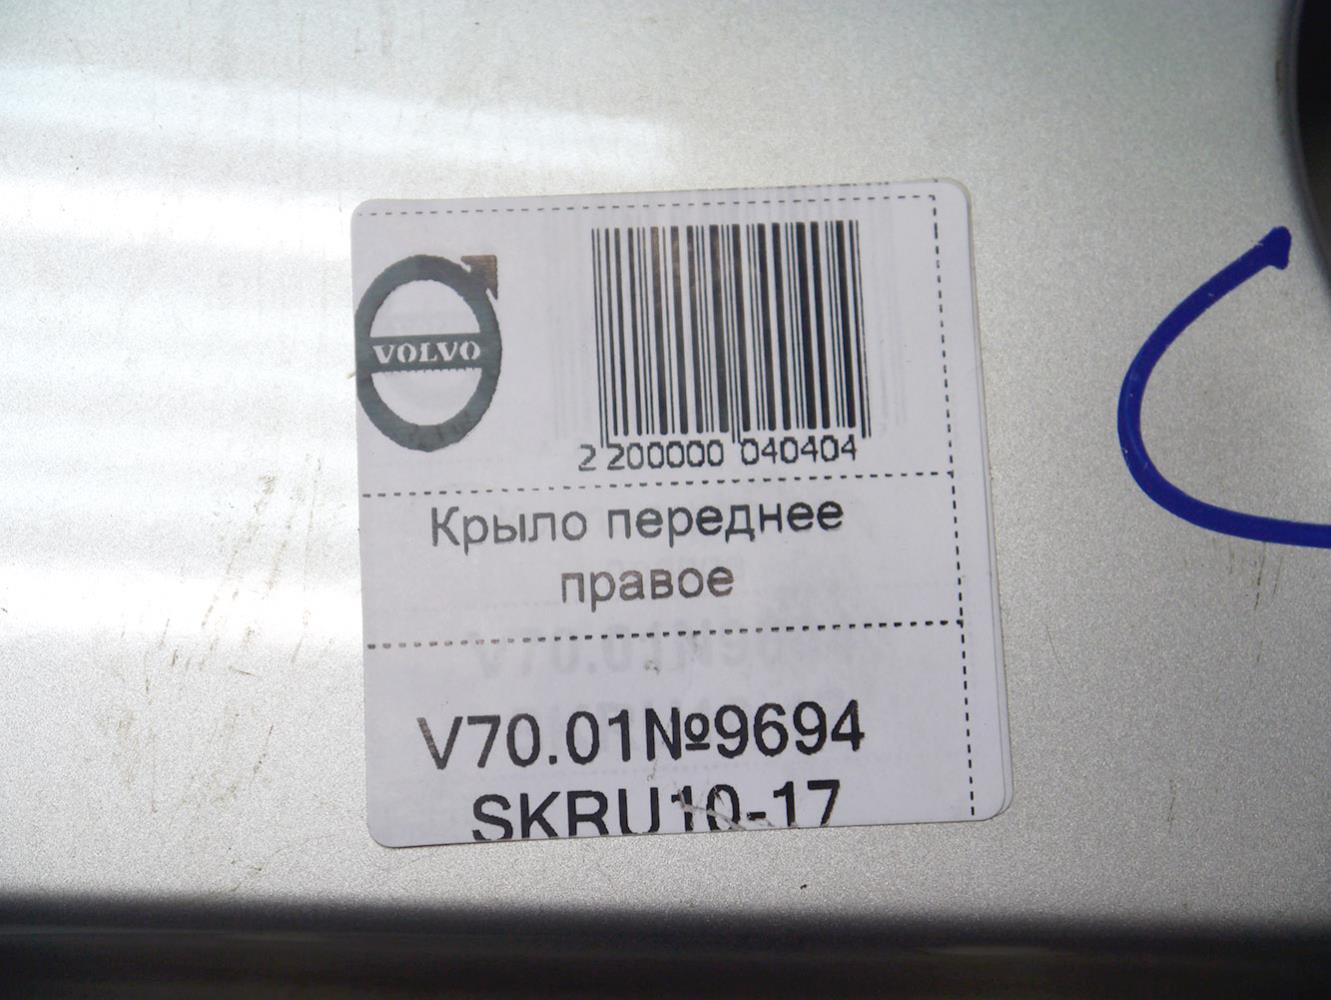 VOLVO
2 200000 040404
Крыло переднее
правое
V70.01№9694
SKRU10-17